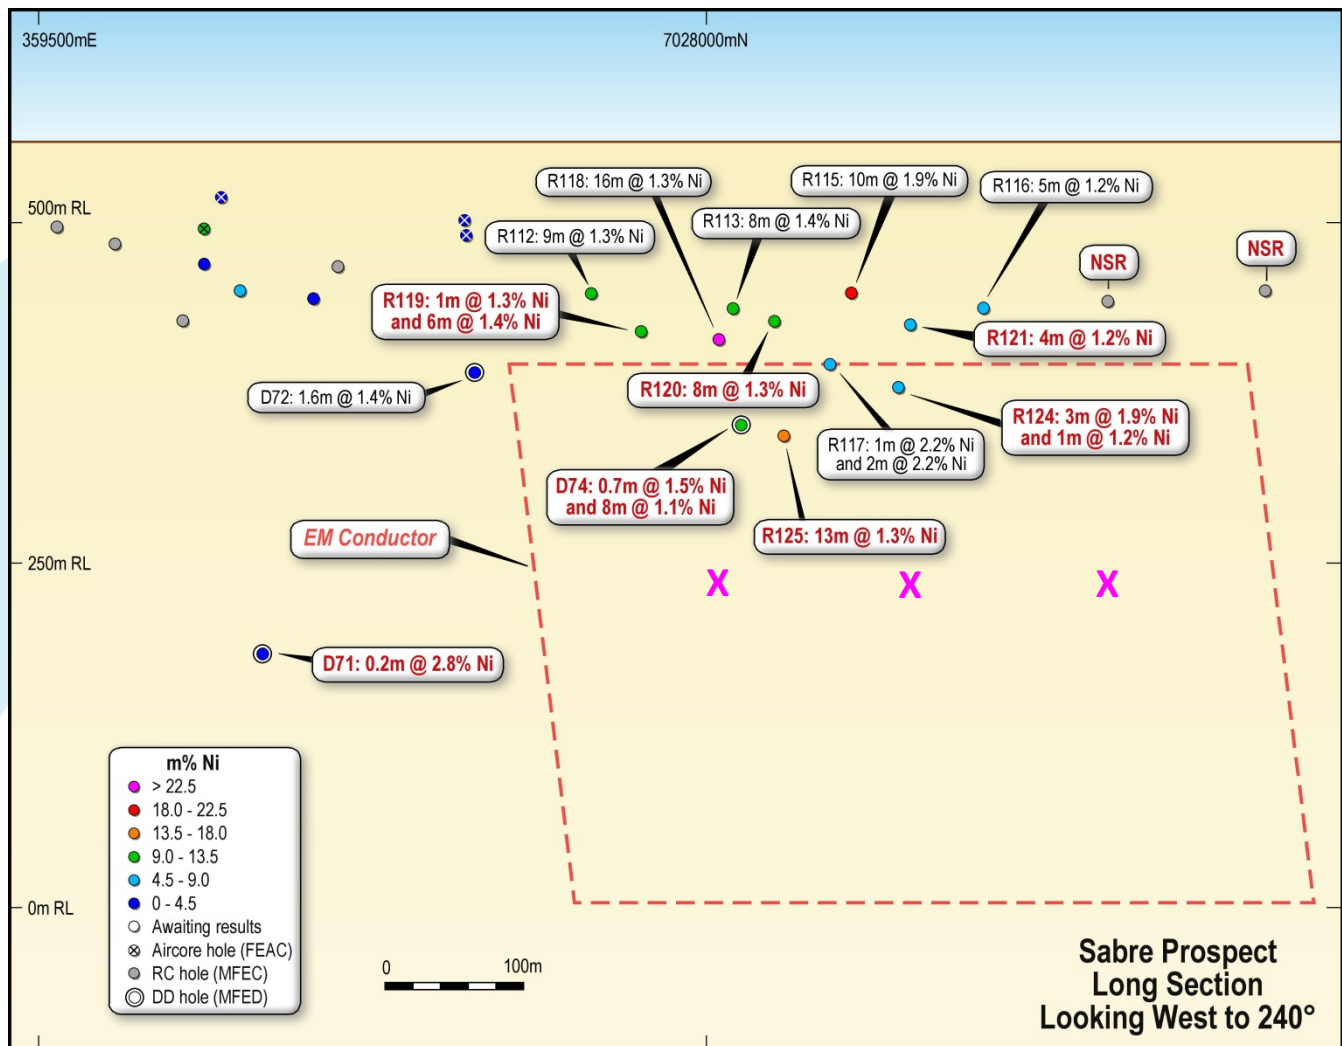 359500mE
7028000mN
R118: 16m @ 1.3% Ni
R115: 10m @ 1.9% Ni
R116: 5m @ 1.2% Ni
500m RL
R112: 9m @ 1.3% Ni
R113: 8m @ 1.4% Ni
NSR
NSR
R119: 1m @ 1.3% Ni
and 6m @ 1.4% Ni
R121: 4m @ 1.2% Ni
D72: 1.6m @ 1.4% Ni
R120: 8m @ 1.3% Ni
R124: 3m @ 1.9% Ni
and 1m @ 1.2% Ni
R117: 1m @ 2.2% Ni
and 2m @ 2.2% Ni
D74: 0.7m @ 1.5% Ni
and 8m @ 1.1% Ni
R125: 13m @ 1.3% Ni
EM Conductor
250m RL
X
X
X
D71: 0.2m @ 2.8% Ni
m% Ni
> 22.5
18.0 - 22.5
13.5 - 18.0
9.0 - 13.5
4.5 - 9.0
0 - 4.5
Awaiting results
Aircore hole (FEAC)
RC hole (MFEC)
DD hole (MFED)
0m RL
0
100m
Sabre Prospect
Long Section
Looking West to 240°